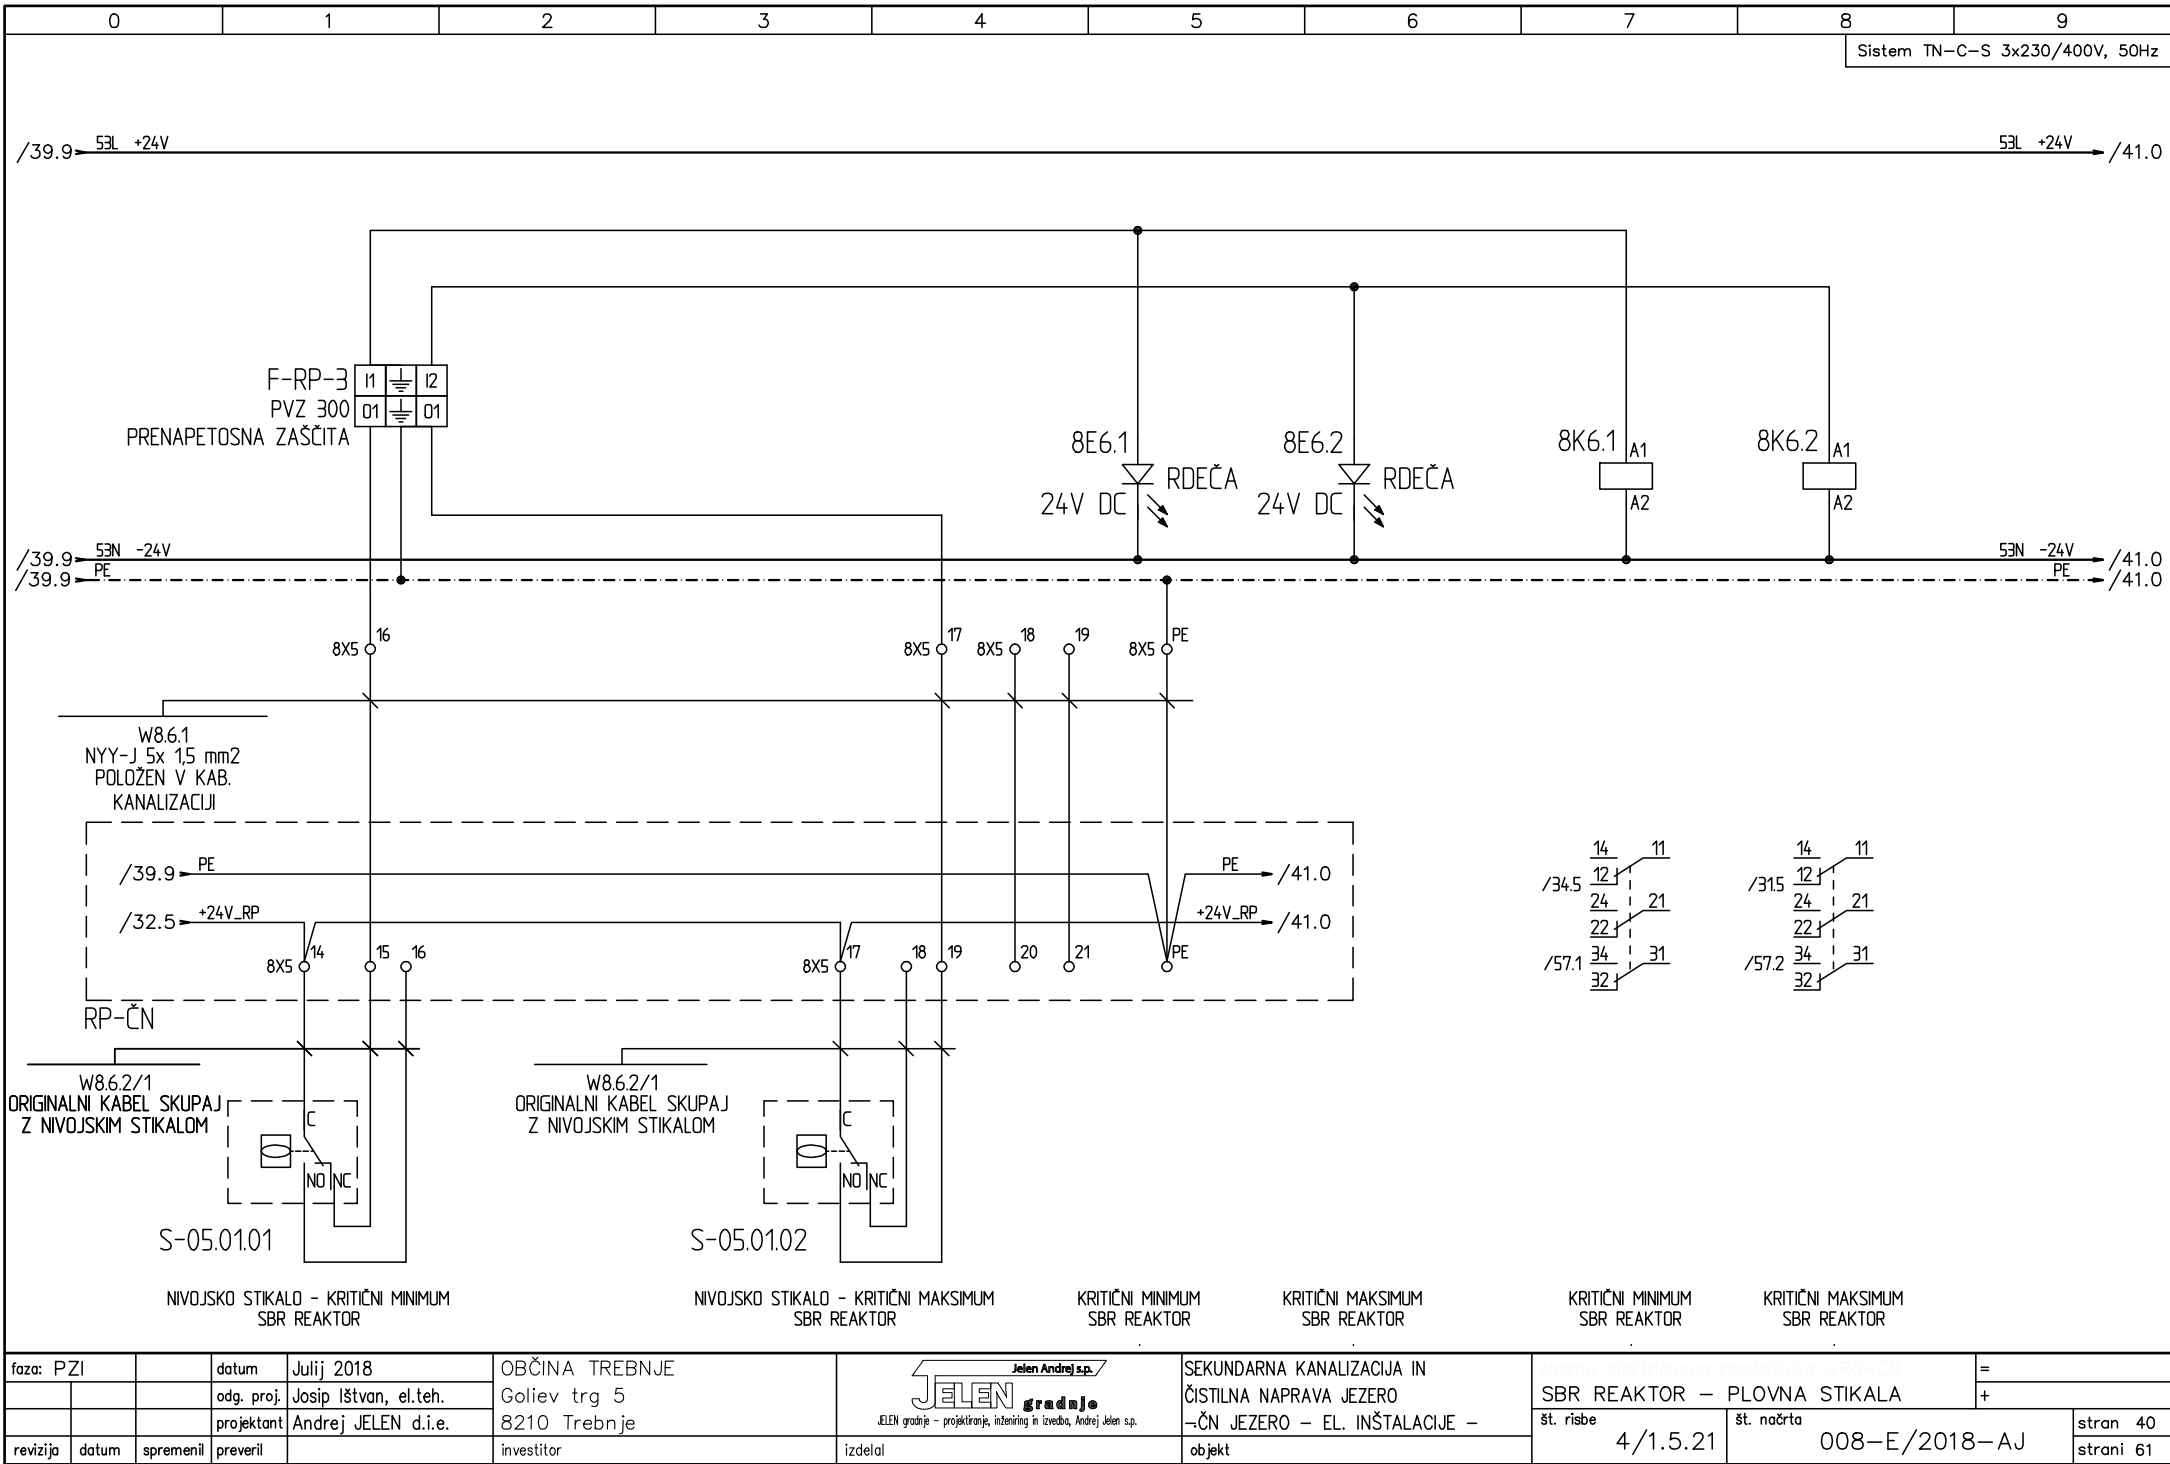 0 1 2 3 4 5 6 7 8 9
Sistem TN-C-S 3x230/400V, 50Hz
/39.9 53L +24V 53L +24V /41.0
F-RP-3 I1 I2
PVZ 300 O1 O1
PRENAPETOSNA ZAŠČITA
8E6.1 RDEČA 24V DC
8E6.2 RDEČA 24V DC
8K6.1 A1 A2
8K6.2 A1 A2
/39.9 53N -24V 53N -24V /41.0
/39.9 PE PE /41.0
8X5 16 8X5 17 8X5 18 19 8X5 PE
W8.6.1
NYY-J 5x 1,5 mm2
POLOŽEN V KAB.
KANALIZACIJI
/39.9 PE PE /41.0
/32.5 +24V_RP +24V_RP /41.0
8X5 14 15 16 8X5 17 18 19 20 21 PE
RP-ČN
14 11
/34.5 12
24 21
22
/57.1 34 31
32
14 11
/31.5 12
24 21
22
/57.2 34 31
32
W8.6.2/1
ORIGINALNI KABEL SKUPAJ
Z NIVOJSKIM STIKALOM
C
NO NC
S-05.01.01
W8.6.2/1
ORIGINALNI KABEL SKUPAJ
Z NIVOJSKIM STIKALOM
C
NO NC
S-05.01.02
NIVOJSKO STIKALO - KRITIČNI MINIMUM
SBR REAKTOR
NIVOJSKO STIKALO - KRITIČNI MAKSIMUM
SBR REAKTOR
KRITIČNI MINIMUM
SBR REAKTOR
KRITIČNI MAKSIMUM
SBR REAKTOR
KRITIČNI MINIMUM
SBR REAKTOR
KRITIČNI MAKSIMUM
SBR REAKTOR
faza: PZI
datum Julij 2018
odg. proj. Josip Ištvan, el.teh.
projektant Andrej JELEN d.i.e.
revizija datum spremenil preveril
OBČINA TREBNJE
Goliev trg 5
8210 Trebnje
investitor
Jelen Andrej s.p.
JELEN gradnje
JELEN gradnje - projektiranje, inženiring in izvedba, Andrej Jelen s.p.
izdelal
SEKUNDARNA KANALIZACIJA IN
ČISTILNA NAPRAVA JEZERO
-ČN JEZERO - EL. INŠTALACIJE -
objekt
SBR REAKTOR - PLOVNA STIKALA
=
+
št. risbe
4/1.5.21
št. načrta
008-E/2018-AJ
stran 40
strani 61